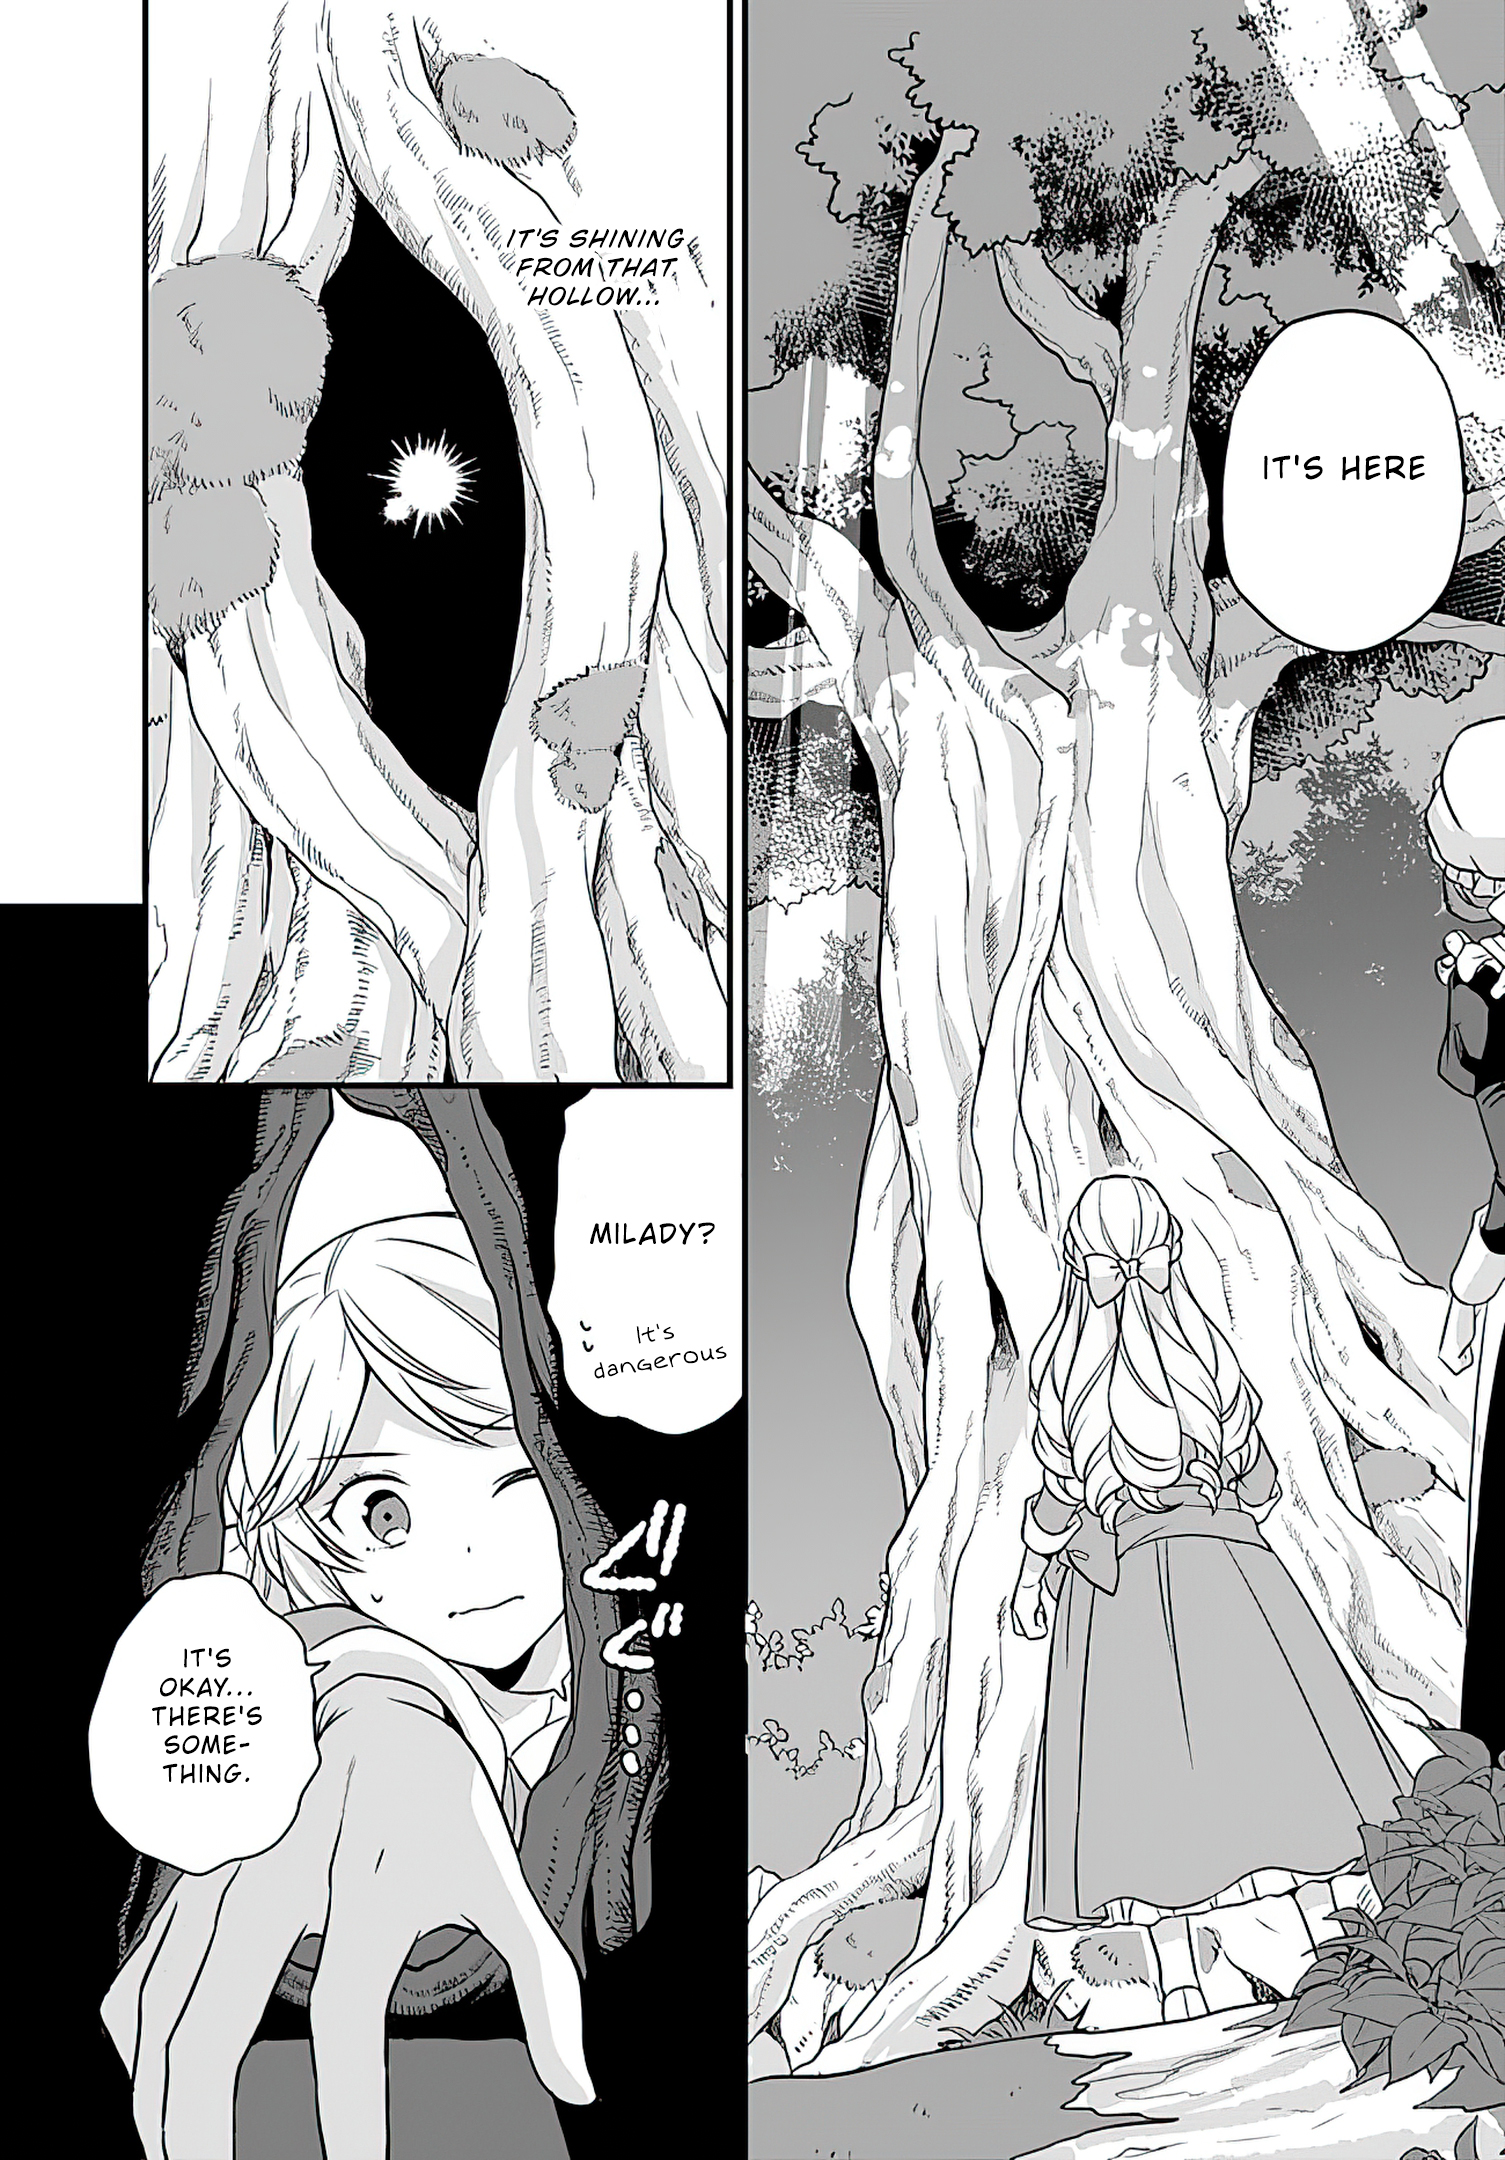 IT'S HERE
IT'S SHINING
FROM THAT
HOLLOW...
MILADY?
It's
dangerous
IT'S
OKAY...
THERE'S
SOME-
THING.